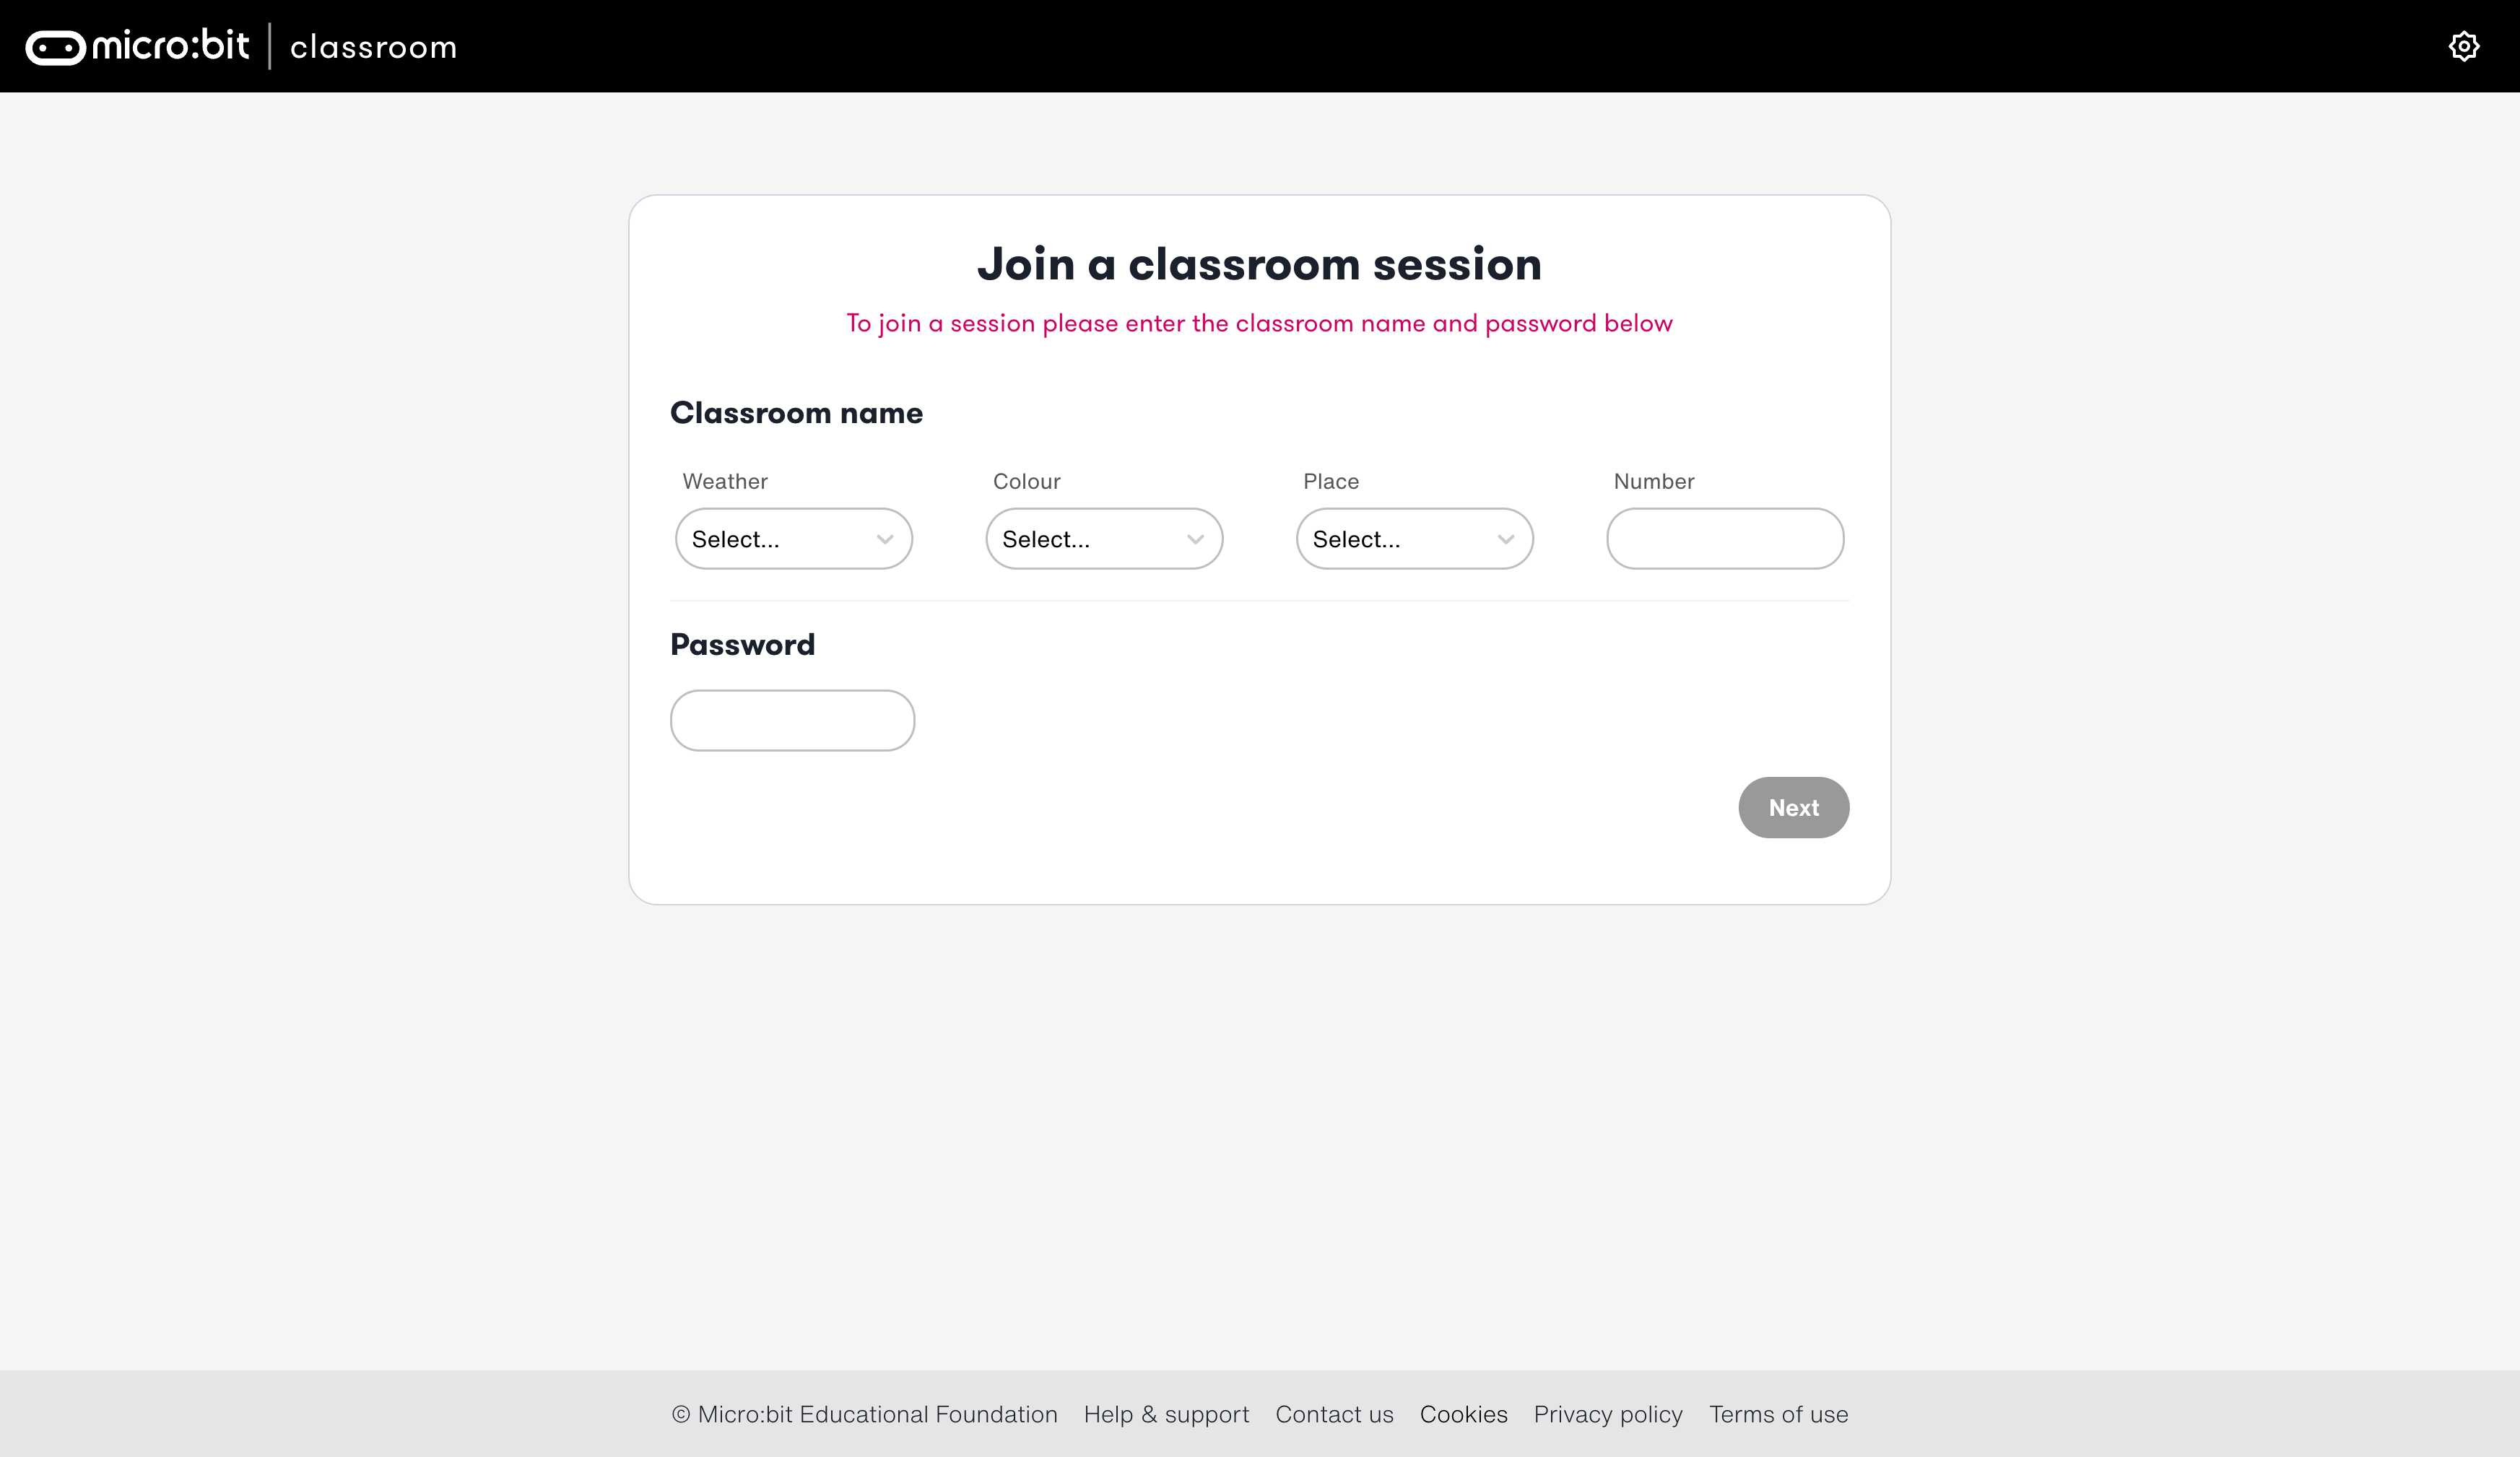 micro:bit classroom
Join a classroom session
To join a session please enter the classroom name and password below
Classroom name
Weather Colour Place Number
Select... Select... Select...
Password
Next
© Micro:bit Educational Foundation Help & support Contact us Cookies Privacy policy Terms of use